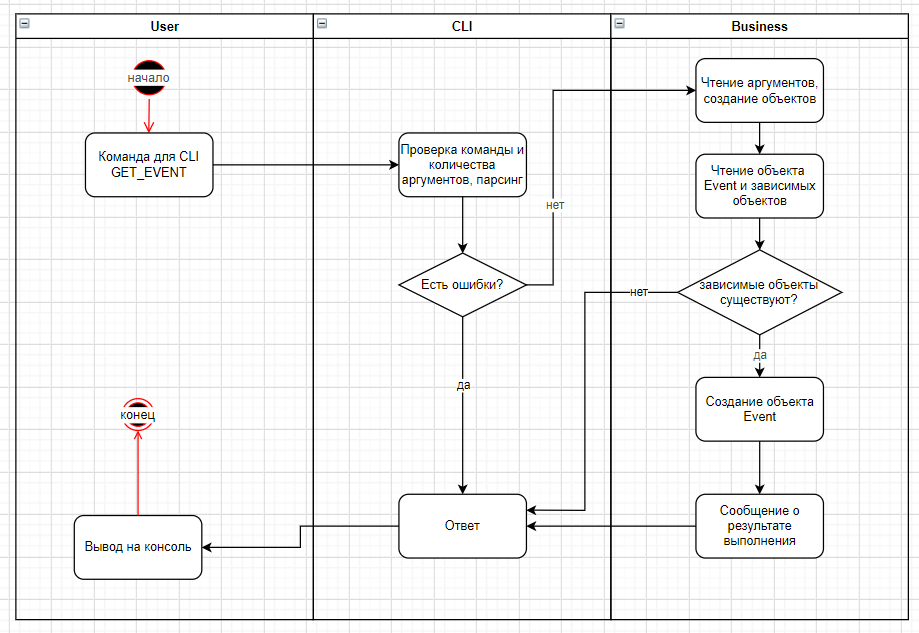 User
CLI
Business
начало
Команда для CLI
GET_EVENT
Проверка команды и
количества
аргументов, парсинг
Есть ошибки?
нет
да
Чтение аргументов,
создание объектов
Чтение объекта
Event и зависимых
объектов
зависимые объекты
существуют?
нет
да
Создание объекта
Event
Сообщение о
результате
выполнения
Ответ
Вывод на консоль
конец